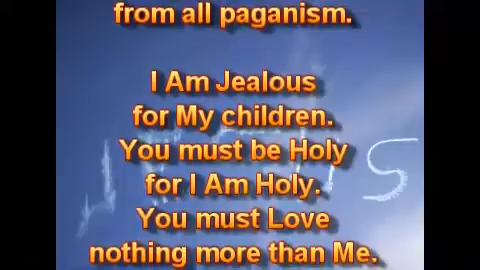 from all paganism.
I Am Jealous
for My children.
You must be Holy
for I Am Holy.
You must Love
nothing more than Me.